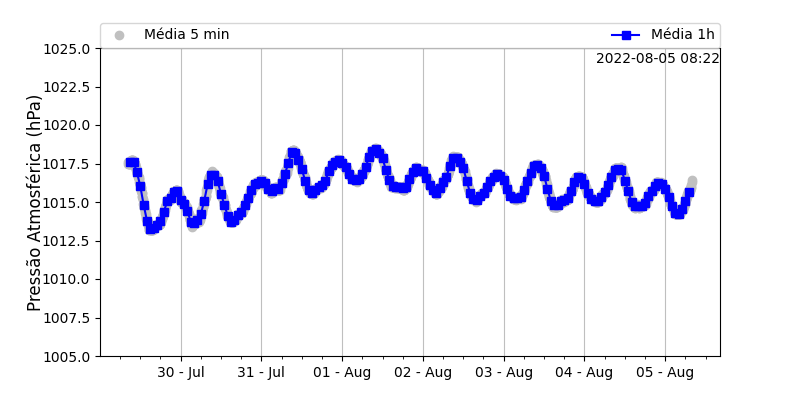 Média 5 min
Média 1h
2022-08-05 08:22
Pressão Atmosférica (hPa)
1025.0
1022.5
1020.0
1017.5
1015.0
1012.5
1010.0
1007.5
1005.0
30 - Jul
31 - Jul
01 - Aug
02 - Aug
03 - Aug
04 - Aug
05 - Aug